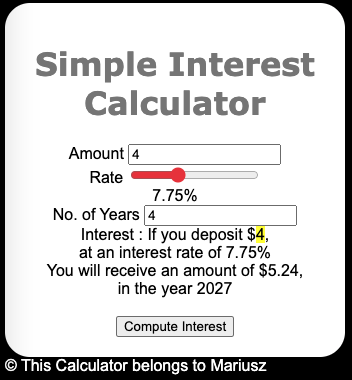 Simple Interest
Calculator
Amount 4
Rate
7.75%
No. of Years 4
Interest : If you deposit $4,
at an interest rate of 7.75%
You will receive an amount of $5.24,
in the year 2027
Compute Interest
© This Calculator belongs to Mariusz